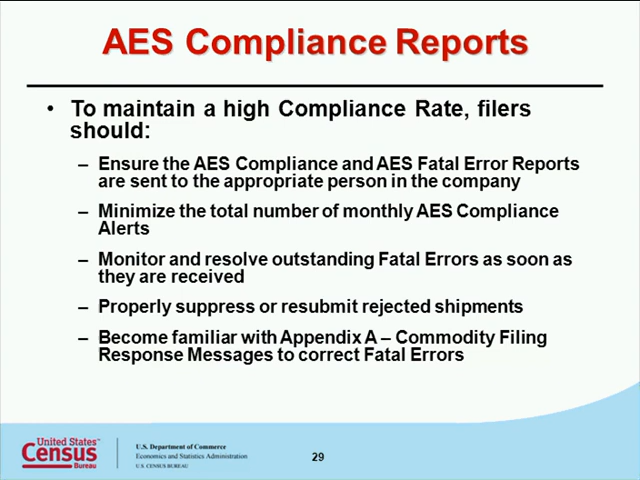 AES Compliance Reports
• To maintain a high Compliance Rate, filers
should:
– Ensure the AES Compliance and AES Fatal Error Reports
are sent to the appropriate person in the company
– Minimize the total number of monthly AES Compliance
Alerts
– Monitor and resolve outstanding Fatal Errors as soon as
they are received
– Properly suppress or resubmit rejected shipments
– Become familiar with Appendix A – Commodity Filing
Response Messages to correct Fatal Errors
United States™
Census
Bureau
U.S. Department of Commerce
Economics and Statistics Administration
U.S. CENSUS BUREAU
29